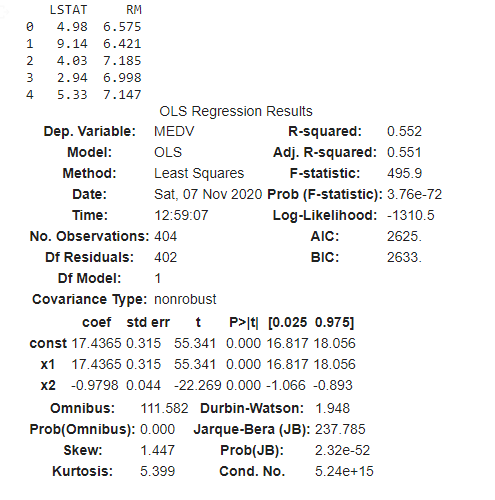 LSTAT RM
0 4.98 6.575
1 9.14 6.421
2 4.03 7.185
3 2.94 6.998
4 5.33 7.147
OLS Regression Results
Dep. Variable: MEDV R-squared: 0.552
Model: OLS Adj. R-squared: 0.551
Method: Least Squares F-statistic: 495.9
Date: Sat, 07 Nov 2020 Prob (F-statistic): 3.76e-72
Time: 12:59:07 Log-Likelihood: -1310.5
No. Observations: 404 AIC: 2625.
Df Residuals: 402 BIC: 2633.
Df Model: 1
Covariance Type: nonrobust
coef std err t P>|t| [0.025 0.975]
const 17.4365 0.315 55.341 0.000 16.817 18.056
x1 17.4365 0.315 55.341 0.000 16.817 18.056
x2 -0.9798 0.044 -22.269 0.000 -1.066 -0.893
Omnibus: 111.582 Durbin-Watson: 1.948
Prob(Omnibus): 0.000 Jarque-Bera (JB): 237.785
Skew: 1.447 Prob(JB): 2.32e-52
Kurtosis: 5.399 Cond. No. 5.24e+15